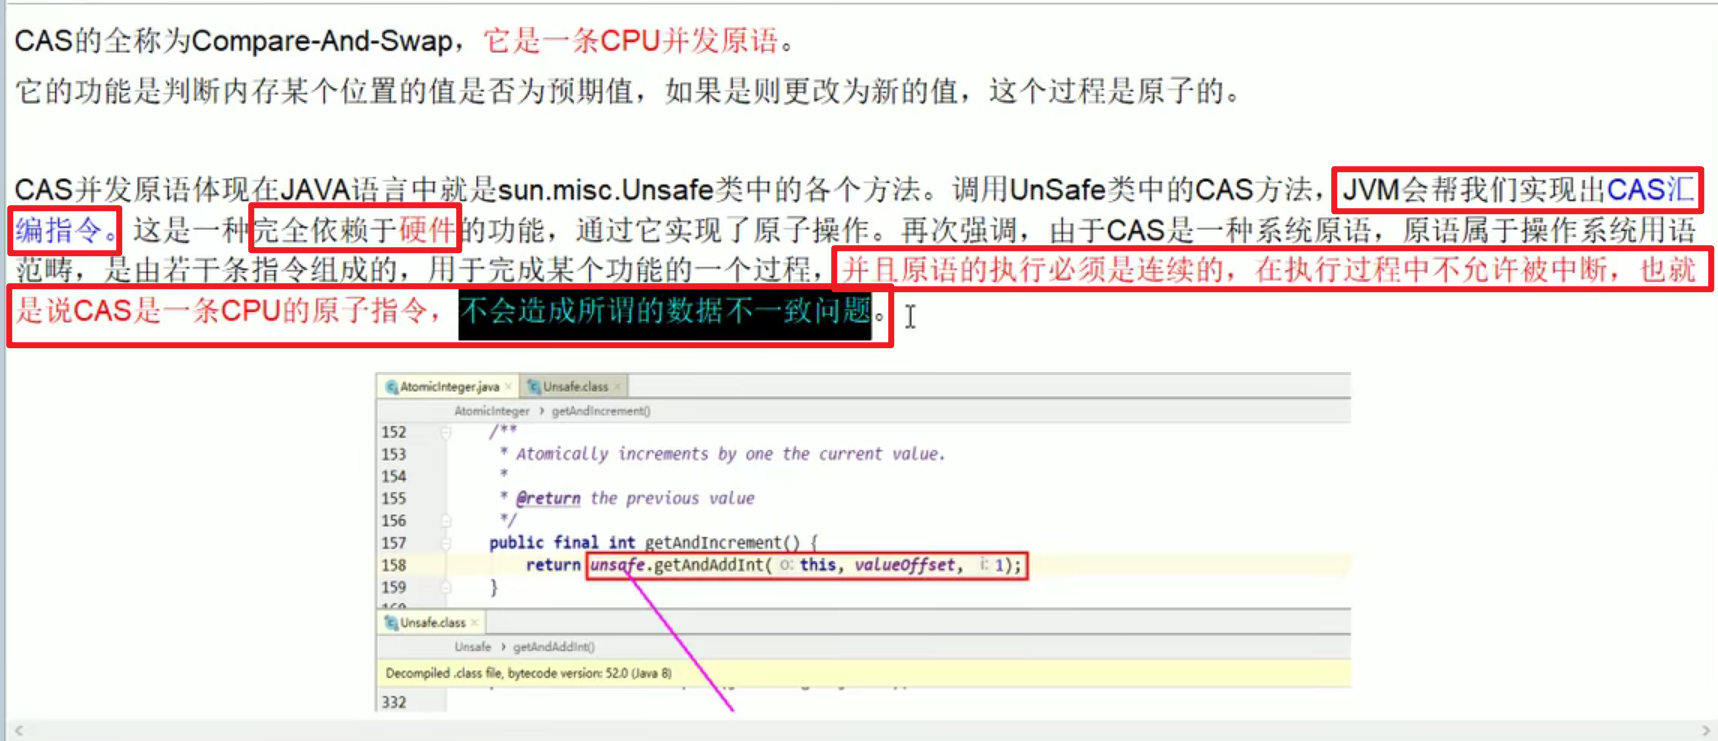 CAS的全称为Compare-And-Swap，它是一条CPU并发原语。
它的功能是判断内存某个位置的值是否为预期值，如果是则更改为新的值，这个过程是原子的。
CAS并发原语体现在JAVA语言中就是sun.misc.Unsafe类中的各个方法。调用UnSafe类中的CAS方法，JVM会帮我们实现出CAS汇
编指令。这是一种完全依赖于硬件的功能，通过它实现了原子操作。再次强调，由于CAS是一种系统原语，原语属于操作系统用语
范畴，是由若干条指令组成的，用于完成某个功能的一个过程，并且原语的执行必须是连续的，在执行过程中不允许被中断，也就
是说CAS是一条CPU的原子指令，不会造成所谓的数据不一致问题。
AtomicInteger.java × Unsafe.class ×
AtomicInteger › getAndIncrement()
152 /**
153 * Atomically increments by one the current value.
154 *
155 * @return the previous value
156 */
157 public final int getAndIncrement() {
158 return unsafe.getAndAddInt( o: this, valueOffset, i: 1);
159 }
Unsafe.class ×
Unsafe › getAndAddInt()
Decompiled .class file, bytecode version: 52.0 (Java 8)
332